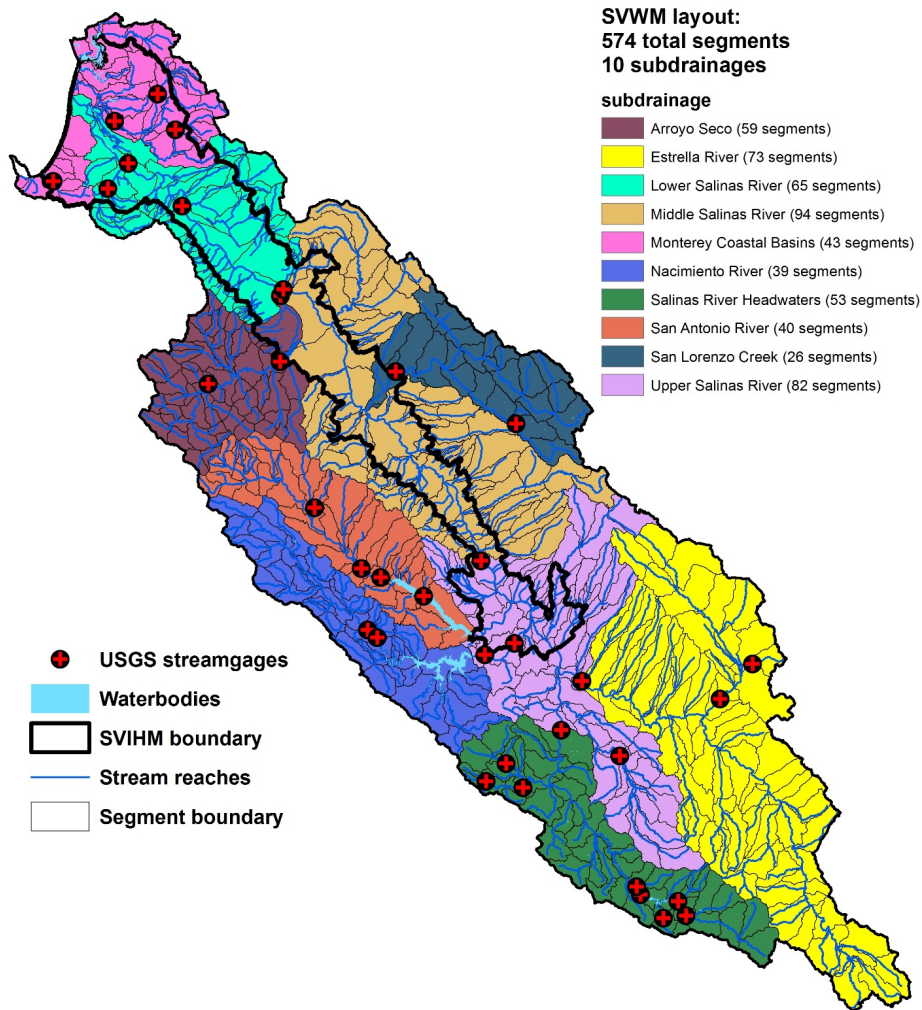 SVWM layout:
574 total segments
10 subdrainages
subdrainage
Arroyo Seco (59 segments)
Estrella River (73 segments)
Lower Salinas River (65 segments)
Middle Salinas River (94 segments)
Monterey Coastal Basins (43 segments)
Nacimiento River (39 segments)
Salinas River Headwaters (53 segments)
San Antonio River (40 segments)
San Lorenzo Creek (26 segments)
Upper Salinas River (82 segments)
USGS streamgages
Waterbodies
SVIHM boundary
Stream reaches
Segment boundary